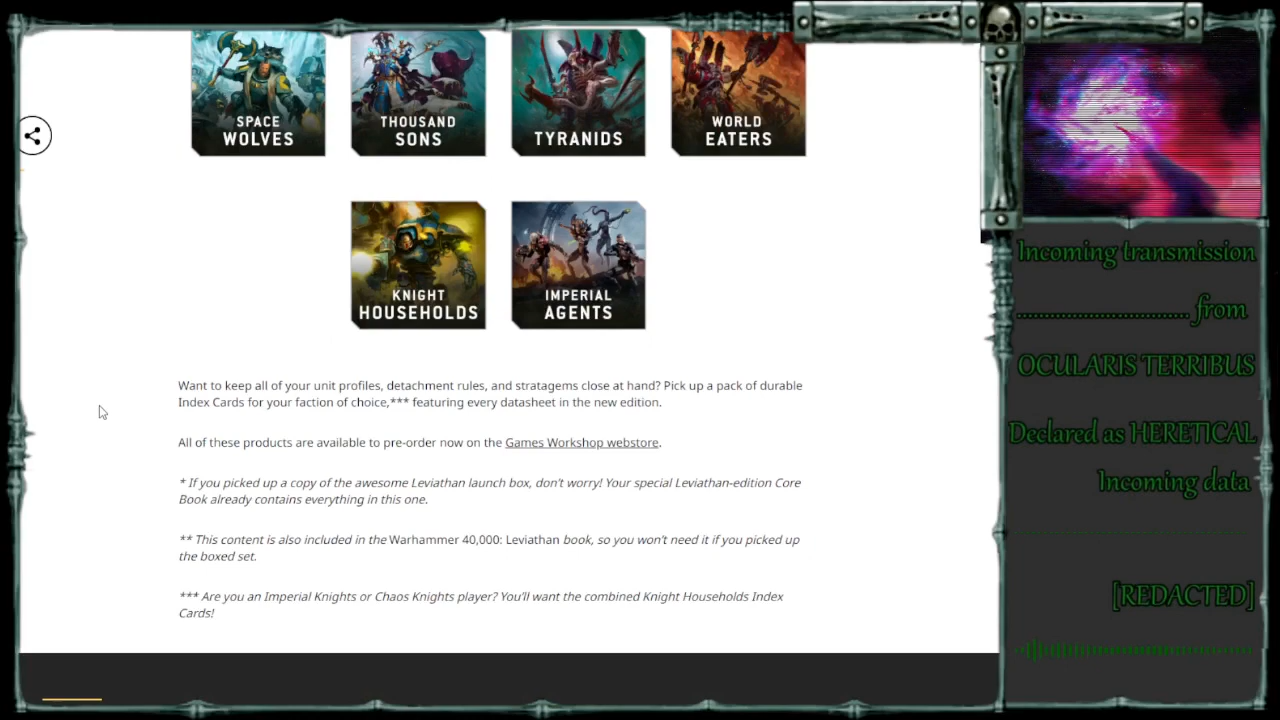 SPACE
WOLVES
THOUSAND
SONS
TYRANIDS
WORLD
EATERS
KNIGHT
HOUSEHOLDS
IMPERIAL
AGENTS
Want to keep all of your unit profiles, detachment rules, and stratagems close at hand? Pick up a pack of durable
Index Cards for your faction of choice,*** featuring every datasheet in the new edition.
All of these products are available to pre-order now on the Games Workshop webstore.
* If you picked up a copy of the awesome Leviathan launch box, don't worry! Your special Leviathan-edition Core
Book already contains everything in this one.
** This content is also included in the Warhammer 40,000: Leviathan book, so you won't need it if you picked up
the boxed set.
*** Are you an Imperial Knights or Chaos Knights player? You'll want the combined Knight Households Index
Cards!
Incoming transmission
................................ from
OCULARIS TERRIBUS
Declared as HERETICAL
Incoming data
[REDACTED]